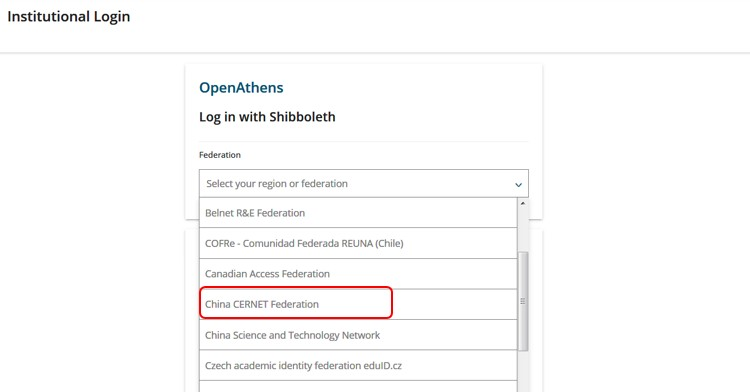 Institutional Login
OpenAthens
Log in with Shibboleth
Federation
Select your region or federation
Belnet R&E Federation
COFRe - Comunidad Federada REUNA (Chile)
Canadian Access Federation
China CERNET Federation
China Science and Technology Network
Czech academic identity federation eduID.cz